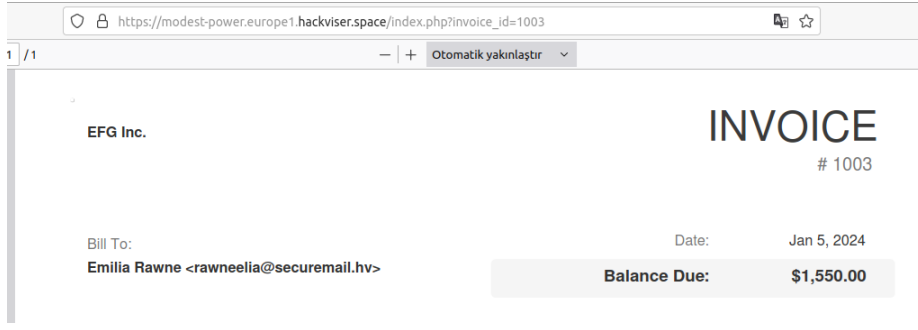 https://modest-power.europe1.hackviser.space/index.php?invoice_id=1003
1 /1 — + Otomatik yakınlaştır
EFG Inc.
INVOICE
# 1003
Bill To:
Emilia Rawne <rawneelia@securemail.hv>
Date: Jan 5, 2024
Balance Due: $1,550.00